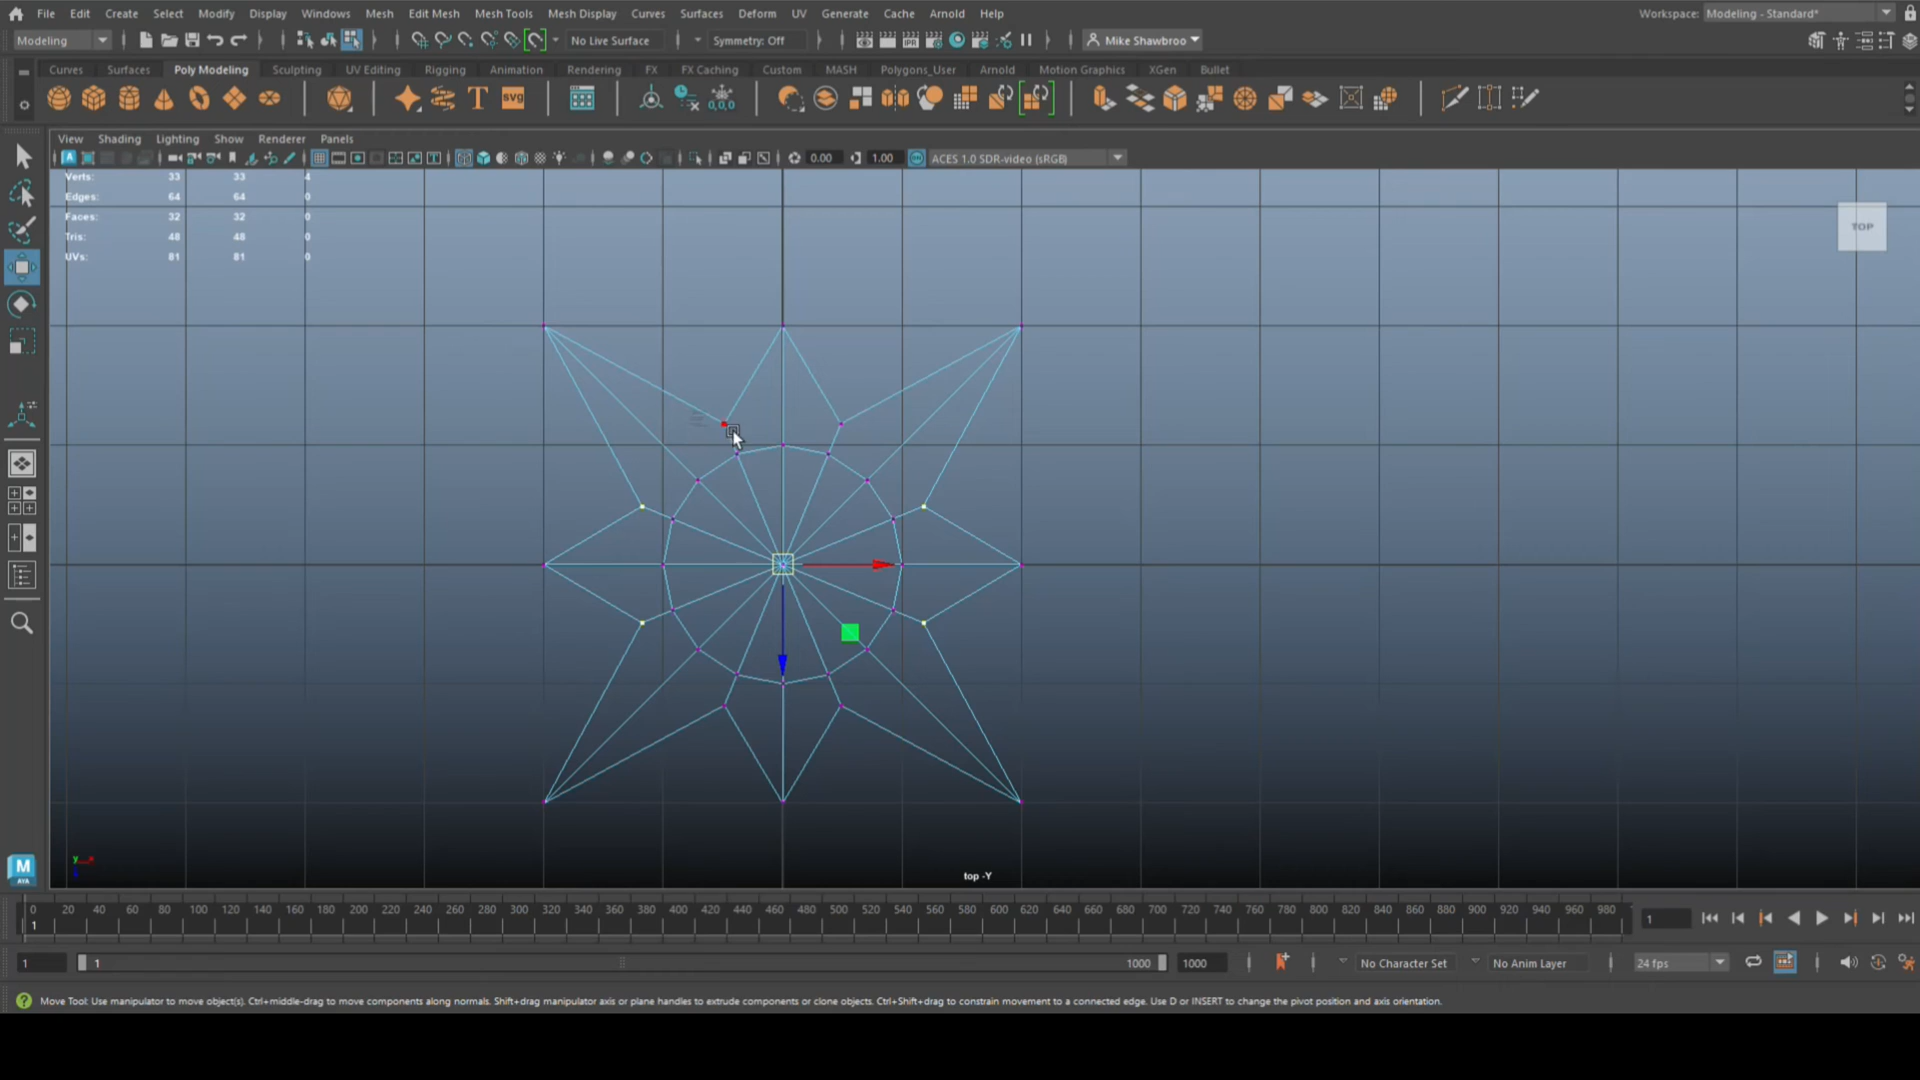 File Edit Create Select Modify Display Windows Mesh Edit Mesh Mesh Tools Mesh Display Curves Surfaces Deform UV Generate Cache Arnold Help Workspace: Modeling - Standard*
Modeling No Live Surface Symmetry: Off IPR Mike Shawbroo
Curves Surfaces Poly Modeling Sculpting UV Editing Rigging Animation Rendering FX FX Caching Custom MASH Polygons_User Arnold Motion Graphics XGen Bullet
T SVG 0,0,0
View Shading Lighting Show Renderer Panels
0.00 1.00 ACES 1.0 SDR-video (sRGB)
Verts: 33 33 4
Edges: 64 64 0
Faces: 32 32 0
Tris: 48 48 0
UVs: 81 81 0
TOP
y x
M
AYA
top -Y
0 20 40 60 80 100 120 140 160 180 200 220 240 260 280 300 320 340 360 380 400 420 440 460 480 500 520 540 560 580 600 620 640 660 680 700 720 740 760 780 800 820 840 860 880 900 920 940 960 980
1
1
1 1 1000 1000 No Character Set No Anim Layer 24 fps
Move Tool: Use manipulator to move object(s). Ctrl+middle-drag to move components along normals. Shift+drag manipulator axis or plane handles to extrude components or clone objects. Ctrl+Shift+drag to constrain movement to a connected edge. Use D or INSERT to change the pivot position and axis orientation.